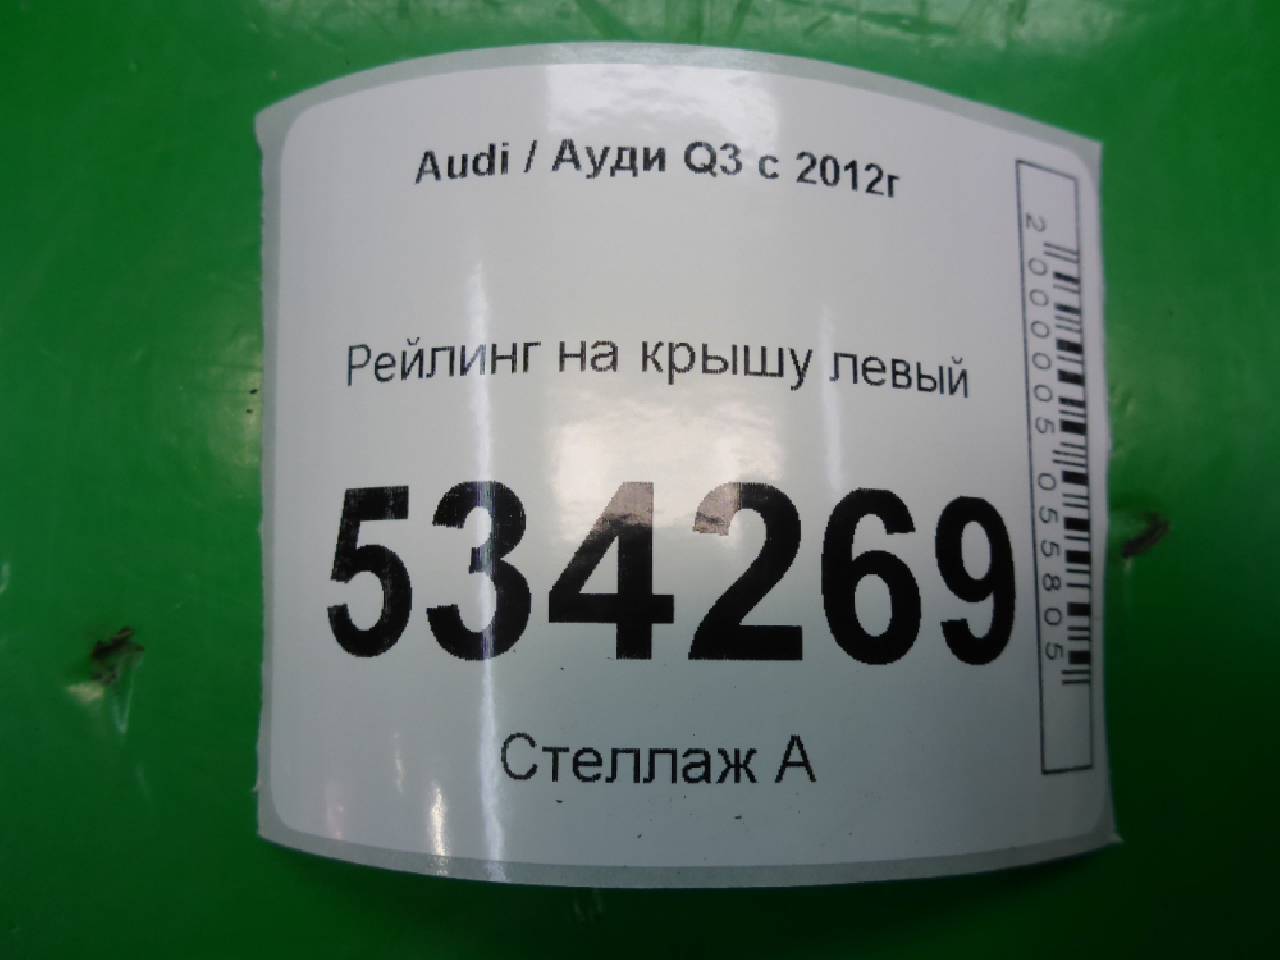 Audi / Ауди Q3 с 2012г
Рейлинг на крышу левый
534269
Стеллаж А
2000005055805